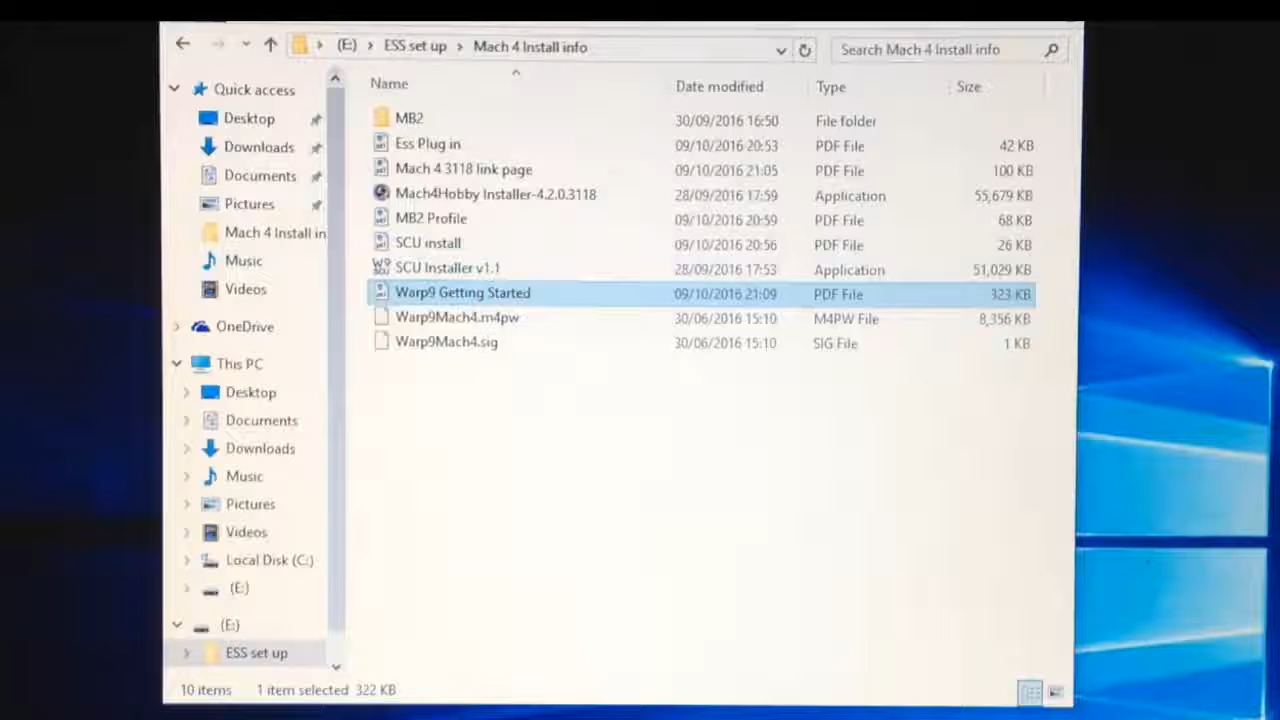 (E:) > ESS set up > Mach 4 Install info
Search Mach 4 Install info
Name Date modified Type Size
MB2 30/09/2016 16:50 File folder
Ess Plug in 09/10/2016 20:53 PDF File 42 KB
Mach 4 3118 link page 09/10/2016 21:05 PDF File 100 KB
Mach4Hobby Installer-4.2.0.3118 28/09/2016 17:59 Application 55,679 KB
MB2 Profile 09/10/2016 20:59 PDF File 68 KB
SCU install 09/10/2016 20:56 PDF File 26 KB
SCU Installer v1.1 28/09/2016 17:53 Application 51,029 KB
Warp9 Getting Started 09/10/2016 21:09 PDF File 323 KB
Warp9Mach4.m4pw 30/06/2016 15:10 M4PW File 8,356 KB
Warp9Mach4.sig 30/06/2016 15:10 SIG File 1 KB
Quick access
Desktop
Downloads
Documents
Pictures
Mach 4 Install in
Music
Videos
OneDrive
This PC
Desktop
Documents
Downloads
Music
Pictures
Videos
Local Disk (C:)
(E:)
(E:)
ESS set up
10 items 1 item selected 322 KB